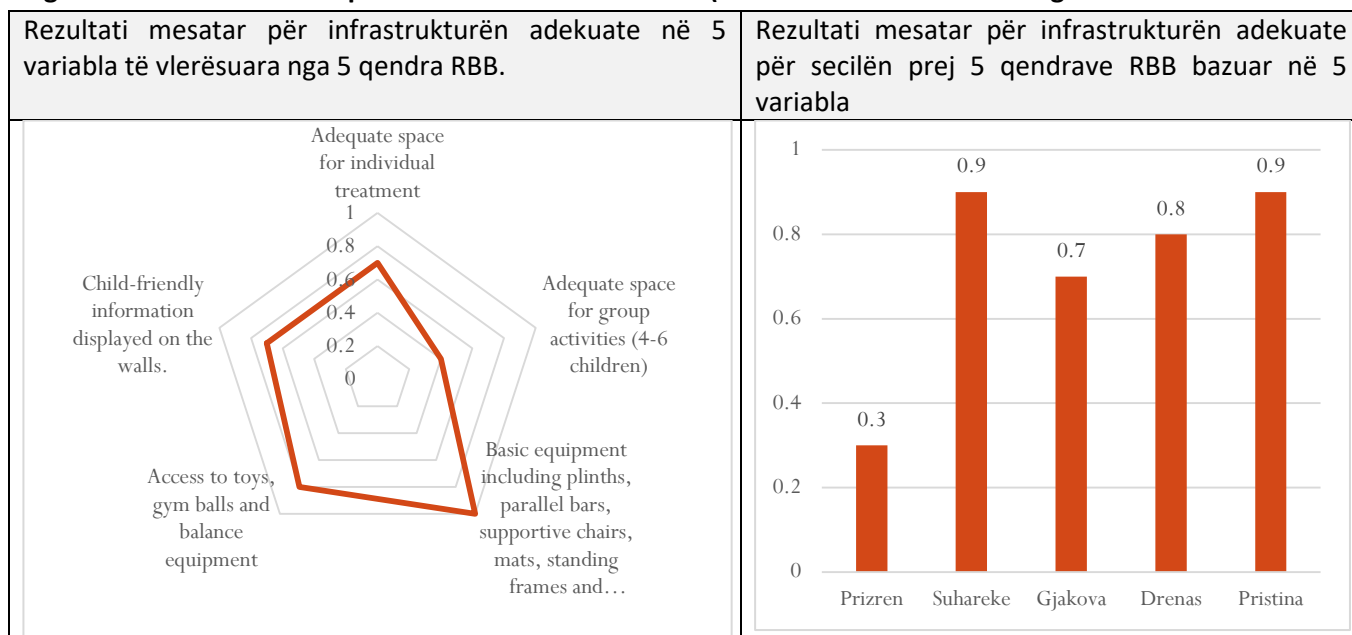 Rezultati mesatar për infrastrukturën adekuate në 5
variabla të vlerësuara nga 5 qendra RBB.
Rezultati mesatar për infrastrukturën adekuate
për secilën prej 5 qendrave RBB bazuar në 5
variabla
Adequate space
for individual
treatment
1
0.8
0.6
0.4
0.2
0
Adequate space
for group
activities (4-6
children)
Basic equipment
including plinths,
parallel bars,
supportive chairs,
mats, standing
frames and…
Access to toys,
gym balls and
balance
equipment
Child-friendly
information
displayed on the
walls.
1
0.8
0.6
0.4
0.2
0
0.3
0.9
0.7
0.8
0.9
Prizren Suhareke Gjakova Drenas Pristina